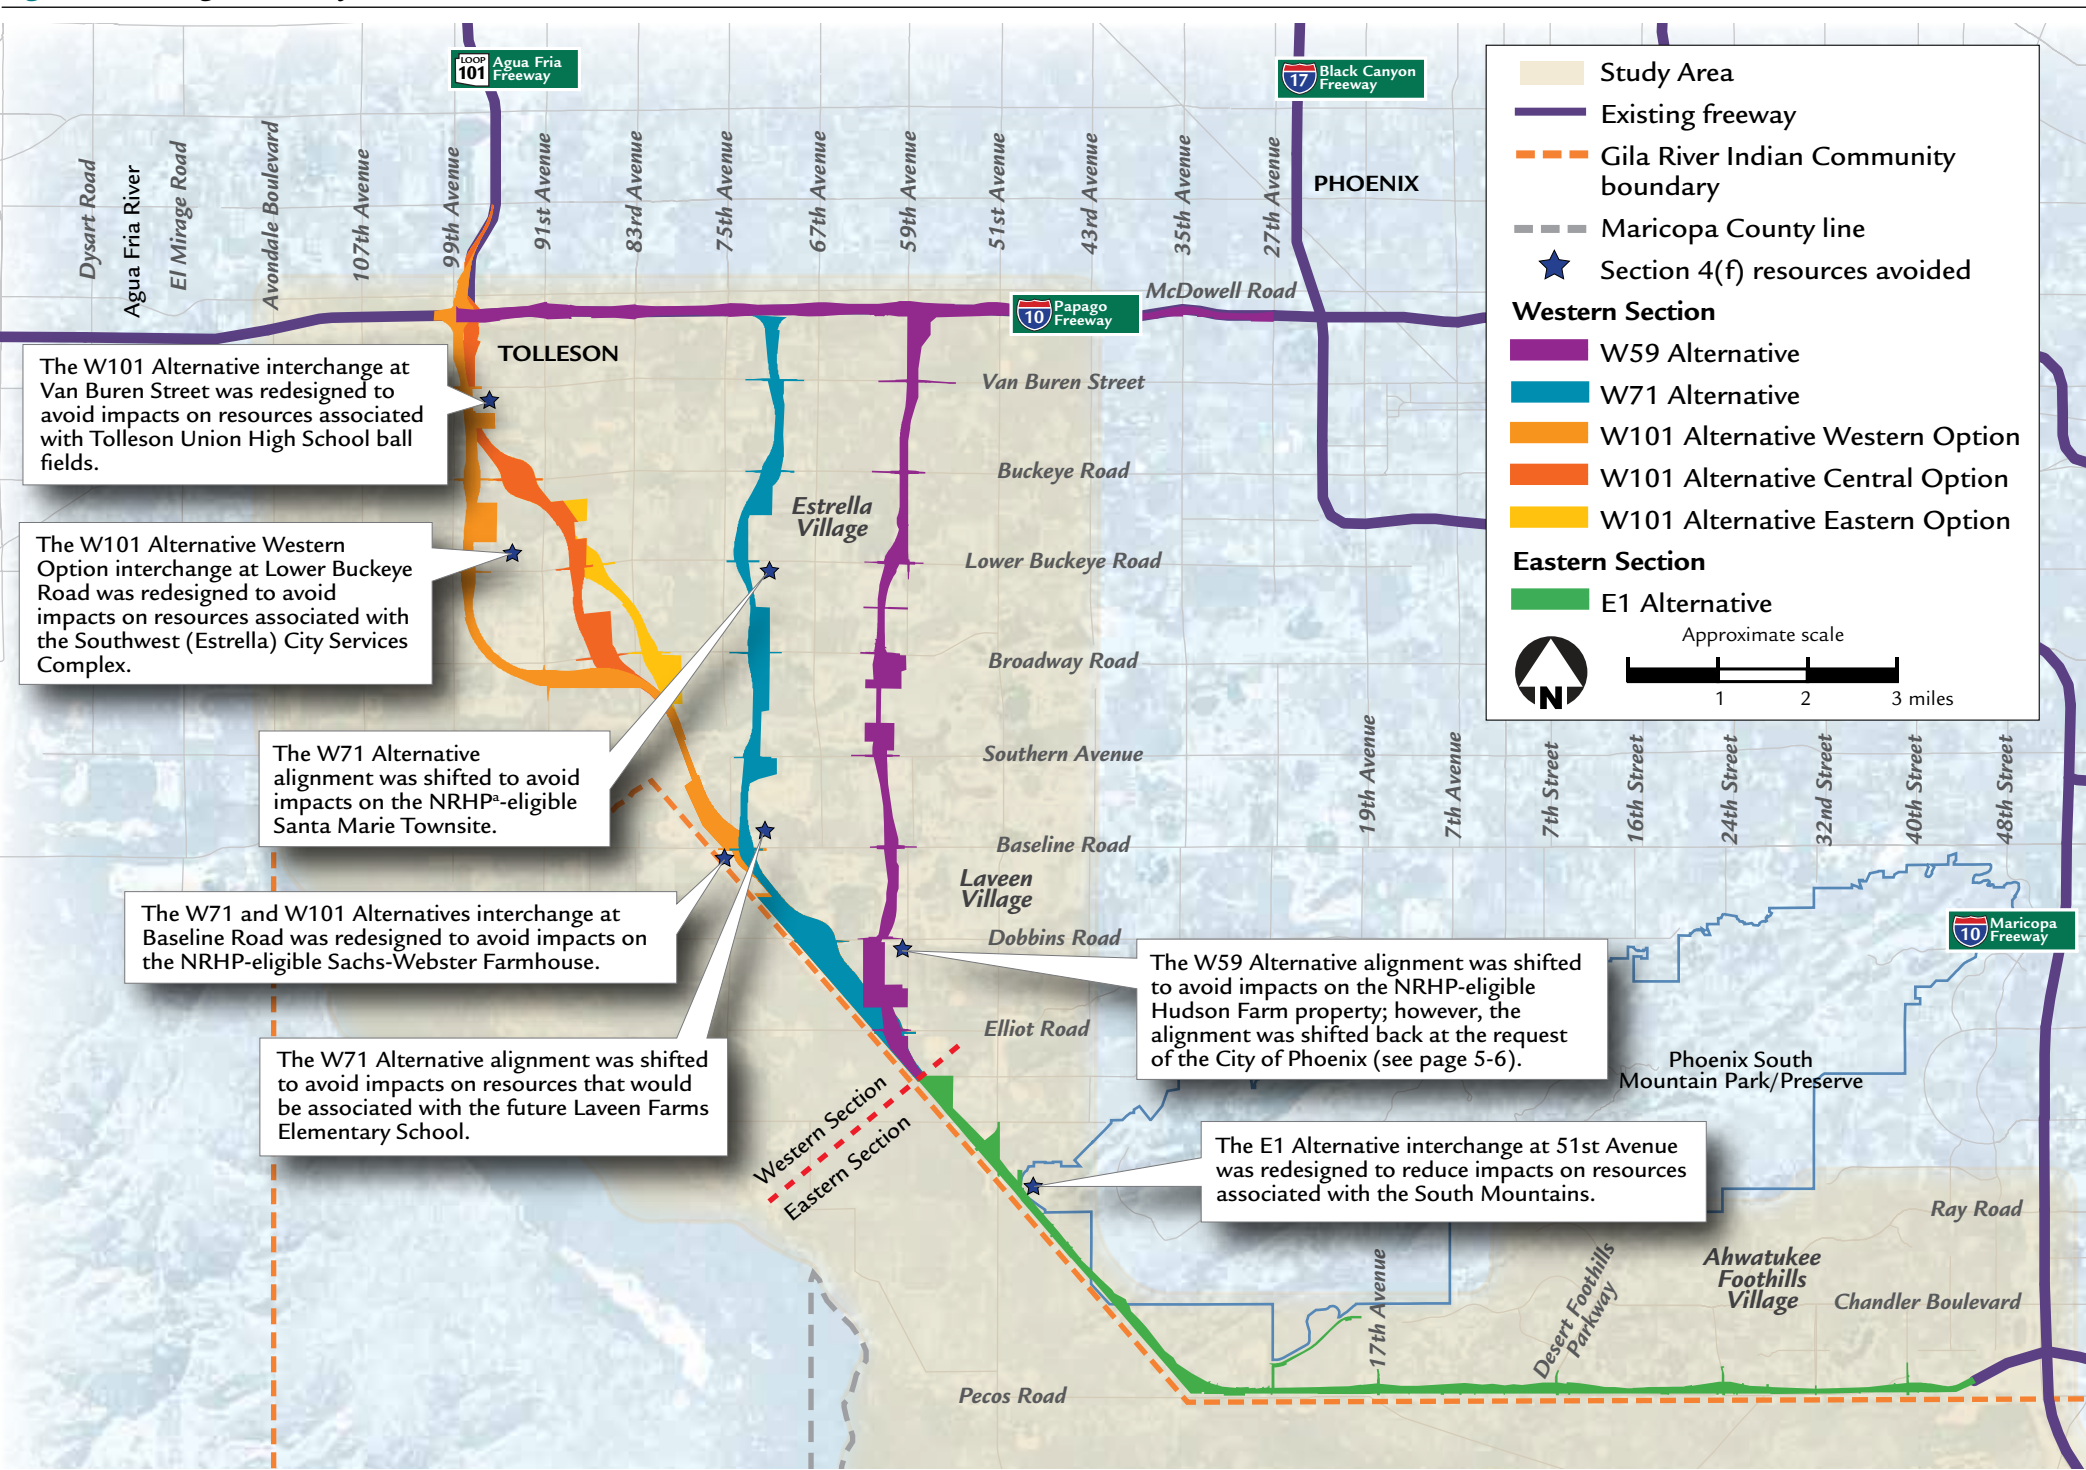 LOOP
101
Agua Fria
Freeway
17
Black Canyon
Freeway
Study Area
Existing freeway
Gila River Indian Community
boundary
Maricopa County line
Section 4(f) resources avoided
Western Section
W59 Alternative
W71 Alternative
W101 Alternative Western Option
W101 Alternative Central Option
W101 Alternative Eastern Option
Eastern Section
E1 Alternative
Approximate scale
N
1
2
3 miles
Dysart Road
Agua Fria River
El Mirage Road
Avondale Boulevard
107th Avenue
99th Avenue
91st Avenue
83rd Avenue
75th Avenue
67th Avenue
59th Avenue
51st Avenue
43rd Avenue
35th Avenue
27th Avenue
PHOENIX
McDowell Road
10
Papago
Freeway
TOLLESON
Van Buren Street
Buckeye Road
Estrella
Village
Lower Buckeye Road
Broadway Road
Southern Avenue
Baseline Road
Laveen
Village
Dobbins Road
Elliot Road
The W101 Alternative interchange at
Van Buren Street was redesigned to
avoid impacts on resources associated
with Tolleson Union High School ball
fields.
The W101 Alternative Western
Option interchange at Lower Buckeye
Road was redesigned to avoid
impacts on resources associated with
the Southwest (Estrella) City Services
Complex.
The W71 Alternative
alignment was shifted to avoid
impacts on the NRHPª-eligible
Santa Marie Townsite.
The W71 and W101 Alternatives interchange at
Baseline Road was redesigned to avoid impacts on
the NRHP-eligible Sachs-Webster Farmhouse.
The W71 Alternative alignment was shifted
to avoid impacts on resources that would
be associated with the future Laveen Farms
Elementary School.
19th Avenue
7th Avenue
7th Street
16th Street
24th Street
32nd Street
40th Street
48th Street
10
Maricopa
Freeway
The W59 Alternative alignment was shifted
to avoid impacts on the NRHP-eligible
Hudson Farm property; however, the
alignment was shifted back at the request
of the City of Phoenix (see page 5-6).
Phoenix South
Mountain Park/Preserve
Western Section
Eastern Section
The E1 Alternative interchange at 51st Avenue
was redesigned to reduce impacts on resources
associated with the South Mountains.
Ray Road
17th Avenue
Desert Foothills
Parkway
Ahwatukee
Foothills
Village
Chandler Boulevard
Pecos Road